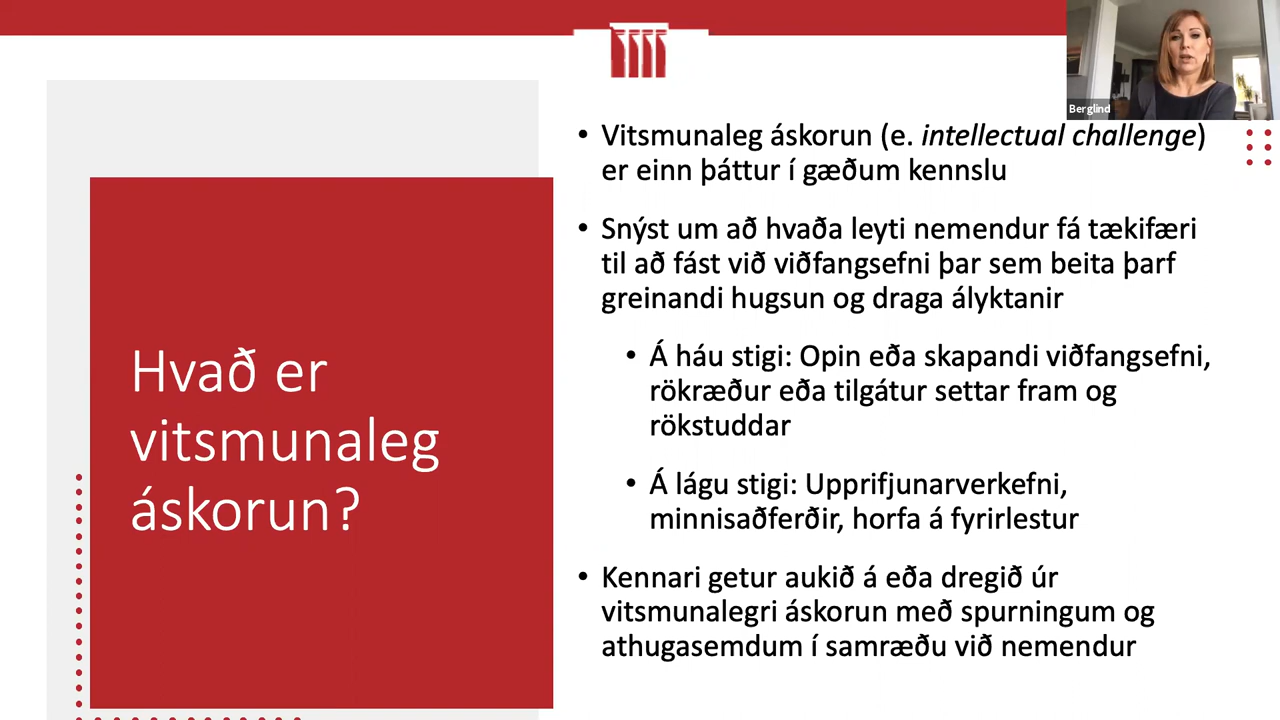 Berglind
Hvað er
vitsmunaleg
áskorun?
• Vitsmunaleg áskorun (e. intellectual challenge)
er einn þáttur í gæðum kennslu
• Snýst um að hvaða leyti nemendur fá tækifæri
til að fást við viðfangsefni þar sem beita þarf
greinandi hugsun og draga ályktanir
• Á háu stigi: Opin eða skapandi viðfangsefni,
rökræður eða tilgátur settar fram og
rökstuddar
• Á lágu stigi: Upprifjunarverkefni,
minnisaðferðir, horfa á fyrirlestur
• Kennari getur aukið á eða dregið úr
vitsmunalegri áskorun með spurningum og
athugasemdum í samræðu við nemendur